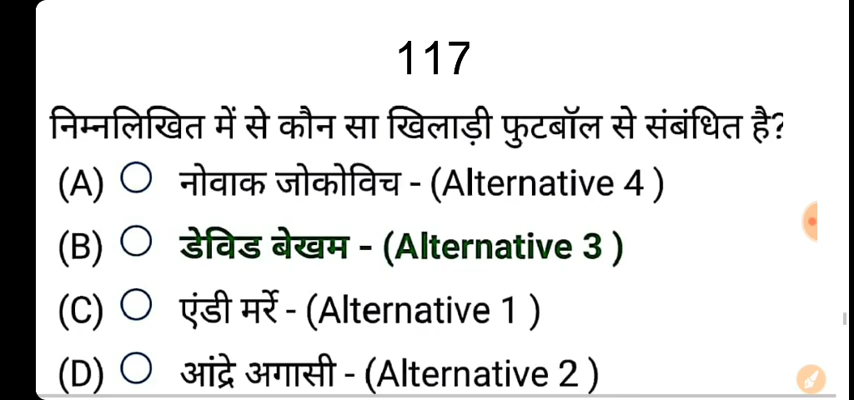 117
निम्नलिखित में से कौन सा खिलाड़ी फुटबॉल से संबंधित है?
(A) नोवाक जोकोविच - (Alternative 4 )
(B) डेविड बेखम - (Alternative 3 )
(C) एंडी मर्रे - (Alternative 1 )
(D) आंद्रे अगासी - (Alternative 2 )